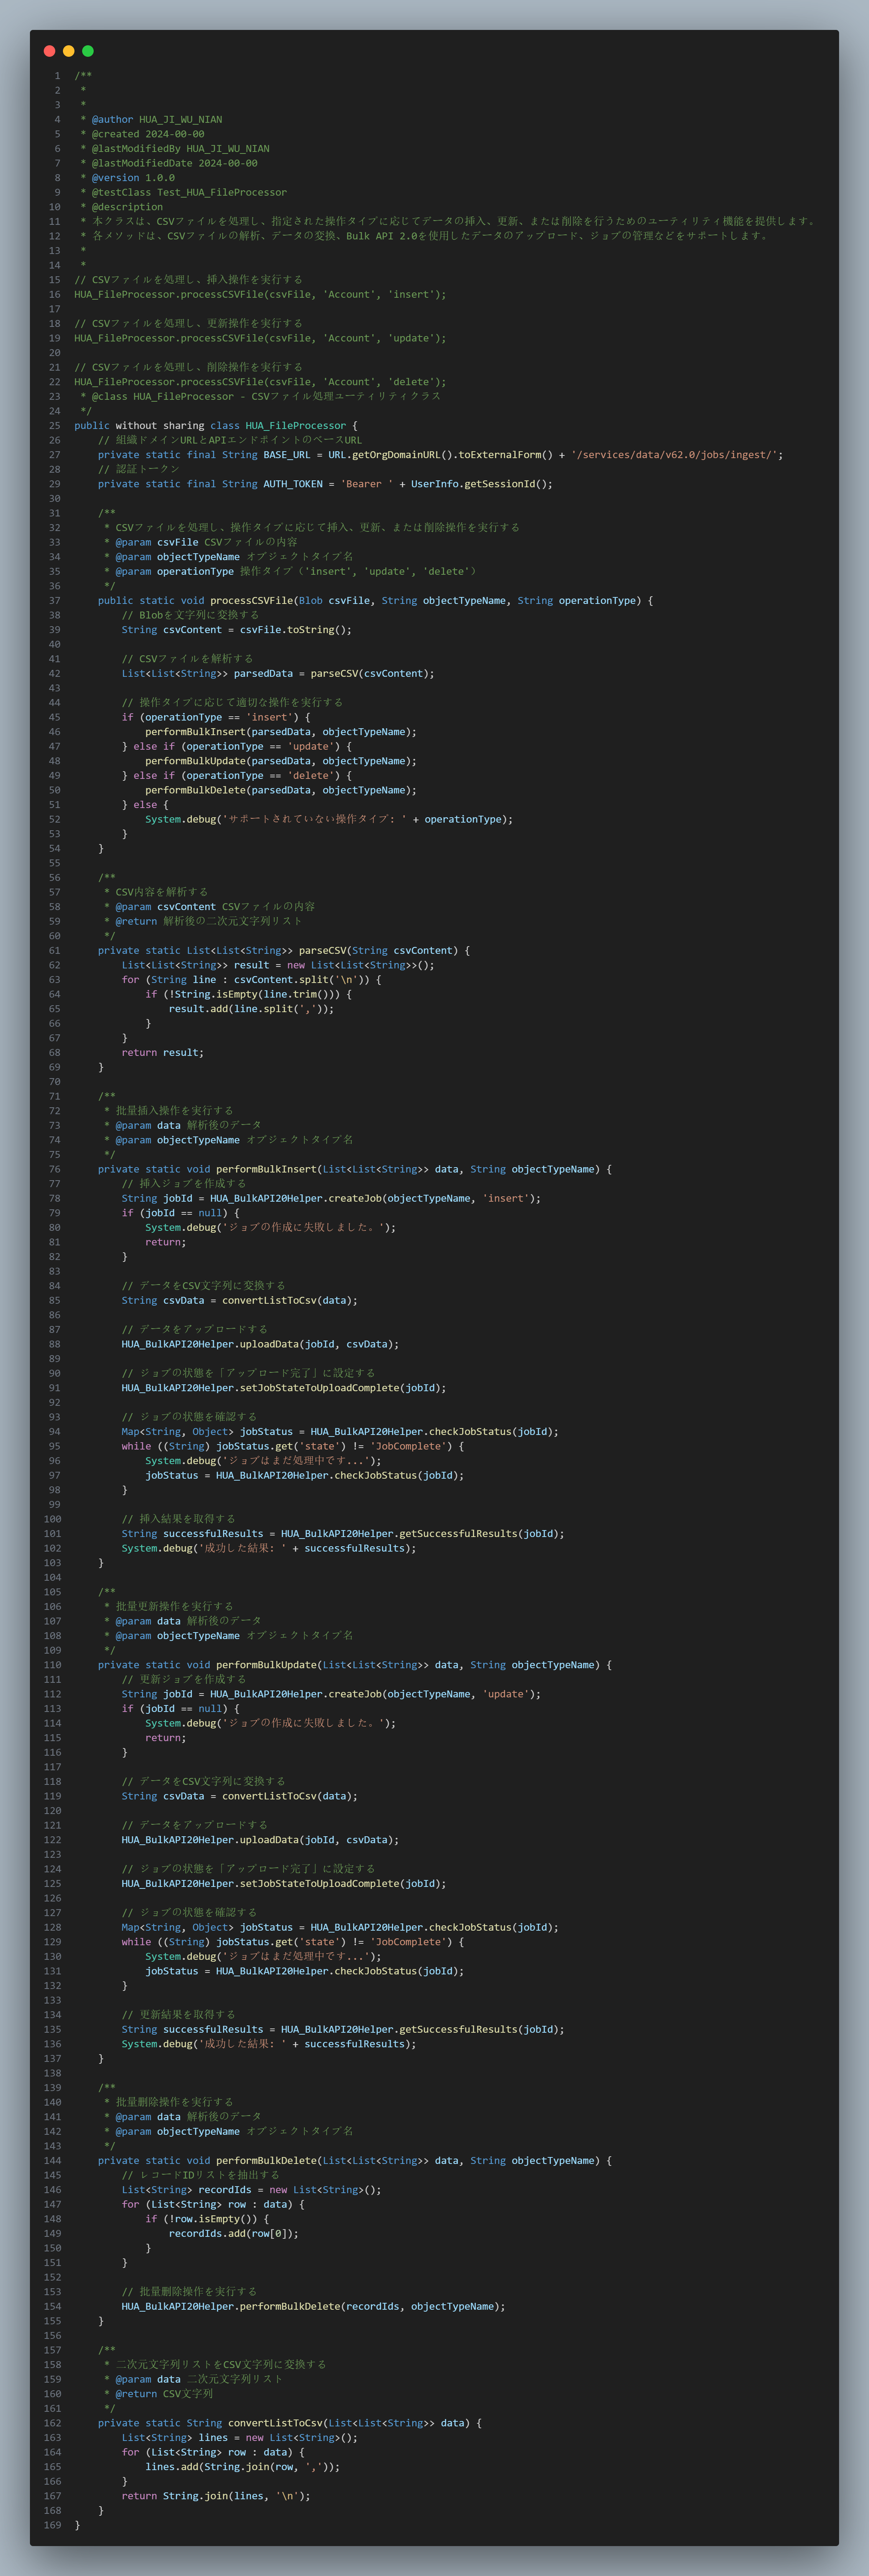 1 /**
2  *
3  *
4  * @author HUA_JI_WU_NIAN
5  * @created 2024-00-00
6  * @lastModifiedBy HUA_JI_WU_NIAN
7  * @lastModifiedDate 2024-00-00
8  * @version 1.0.0
9  * @testClass Test_HUA_FileProcessor
10  * @description
11  * 本クラスは、CSVファイルを処理し、指定された操作タイプに応じてデータの挿入、更新、または削除を行うためのユーティリティ機能を提供します。
12  * 各メソッドは、CSVファイルの解析、データの変換、Bulk API 2.0を使用したデータのアップロード、ジョブの管理などをサポートします。
13  *
14  *
15 // CSVファイルを処理し、挿入操作を実行する
16 HUA_FileProcessor.processCSVFile(csvFile, 'Account', 'insert');
17
18 // CSVファイルを処理し、更新操作を実行する
19 HUA_FileProcessor.processCSVFile(csvFile, 'Account', 'update');
20
21 // CSVファイルを処理し、削除操作を実行する
22 HUA_FileProcessor.processCSVFile(csvFile, 'Account', 'delete');
23  * @class HUA_FileProcessor - CSVファイル処理ユーティリティクラス
24  */
25 public without sharing class HUA_FileProcessor {
26     // 組織ドメインURLとAPIエンドポイントのベースURL
27     private static final String BASE_URL = URL.getOrgDomainURL().toExternalForm() + '/services/data/v62.0/jobs/ingest/';
28     // 認証トークン
29     private static final String AUTH_TOKEN = 'Bearer ' + UserInfo.getSessionId();
30
31     /**
32      * CSVファイルを処理し、操作タイプに応じて挿入、更新、または削除操作を実行する
33      * @param csvFile CSVファイルの内容
34      * @param objectTypeName オブジェクトタイプ名
35      * @param operationType 操作タイプ（'insert', 'update', 'delete'）
36      */
37     public static void processCSVFile(Blob csvFile, String objectTypeName, String operationType) {
38         // Blobを文字列に変換する
39         String csvContent = csvFile.toString();
40
41         // CSVファイルを解析する
42         List<List<String>> parsedData = parseCSV(csvContent);
43
44         // 操作タイプに応じて適切な操作を実行する
45         if (operationType == 'insert') {
46             performBulkInsert(parsedData, objectTypeName);
47         } else if (operationType == 'update') {
48             performBulkUpdate(parsedData, objectTypeName);
49         } else if (operationType == 'delete') {
50             performBulkDelete(parsedData, objectTypeName);
51         } else {
52             System.debug('サポートされていない操作タイプ: ' + operationType);
53         }
54     }
55
56     /**
57      * CSV内容を解析する
58      * @param csvContent CSVファイルの内容
59      * @return 解析後の二次元文字列リスト
60      */
61     private static List<List<String>> parseCSV(String csvContent) {
62         List<List<String>> result = new List<List<String>>();
63         for (String line : csvContent.split('\n')) {
64             if (!String.isEmpty(line.trim())) {
65                 result.add(line.split(','));
66             }
67         }
68         return result;
69     }
70
71     /**
72      * 批量插入操作を実行する
73      * @param data 解析後のデータ
74      * @param objectTypeName オブジェクトタイプ名
75      */
76     private static void performBulkInsert(List<List<String>> data, String objectTypeName) {
77         // 挿入ジョブを作成する
78         String jobId = HUA_BulkAPI20Helper.createJob(objectTypeName, 'insert');
79         if (jobId == null) {
80             System.debug('ジョブの作成に失敗しました。');
81             return;
82         }
83
84         // データをCSV文字列に変換する
85         String csvData = convertListToCsv(data);
86
87         // データをアップロードする
88         HUA_BulkAPI20Helper.uploadData(jobId, csvData);
89
90         // ジョブの状態を「アップロード完了」に設定する
91         HUA_BulkAPI20Helper.setJobStateToUploadComplete(jobId);
92
93         // ジョブの状態を確認する
94         Map<String, Object> jobStatus = HUA_BulkAPI20Helper.checkJobStatus(jobId);
95         while ((String) jobStatus.get('state') != 'JobComplete') {
96             System.debug('ジョブはまだ処理中です...');
97             jobStatus = HUA_BulkAPI20Helper.checkJobStatus(jobId);
98         }
99
100         // 挿入結果を取得する
101         String successfulResults = HUA_BulkAPI20Helper.getSuccessfulResults(jobId);
102         System.debug('成功した結果: ' + successfulResults);
103     }
104
105     /**
106      * 批量更新操作を実行する
107      * @param data 解析後のデータ
108      * @param objectTypeName オブジェクトタイプ名
109      */
110     private static void performBulkUpdate(List<List<String>> data, String objectTypeName) {
111         // 更新ジョブを作成する
112         String jobId = HUA_BulkAPI20Helper.createJob(objectTypeName, 'update');
113         if (jobId == null) {
114             System.debug('ジョブの作成に失敗しました。');
115             return;
116         }
117
118         // データをCSV文字列に変換する
119         String csvData = convertListToCsv(data);
120
121         // データをアップロードする
122         HUA_BulkAPI20Helper.uploadData(jobId, csvData);
123
124         // ジョブの状態を「アップロード完了」に設定する
125         HUA_BulkAPI20Helper.setJobStateToUploadComplete(jobId);
126
127         // ジョブの状態を確認する
128         Map<String, Object> jobStatus = HUA_BulkAPI20Helper.checkJobStatus(jobId);
129         while ((String) jobStatus.get('state') != 'JobComplete') {
130             System.debug('ジョブはまだ処理中です...');
131             jobStatus = HUA_BulkAPI20Helper.checkJobStatus(jobId);
132         }
133
134         // 更新結果を取得する
135         String successfulResults = HUA_BulkAPI20Helper.getSuccessfulResults(jobId);
136         System.debug('成功した結果: ' + successfulResults);
137     }
138
139     /**
140      * 批量删除操作を実行する
141      * @param data 解析後のデータ
142      * @param objectTypeName オブジェクトタイプ名
143      */
144     private static void performBulkDelete(List<List<String>> data, String objectTypeName) {
145         // レコードIDリストを抽出する
146         List<String> recordIds = new List<String>();
147         for (List<String> row : data) {
148             if (!row.isEmpty()) {
149                 recordIds.add(row[0]);
150             }
151         }
152
153         // 批量删除操作を実行する
154         HUA_BulkAPI20Helper.performBulkDelete(recordIds, objectTypeName);
155     }
156
157     /**
158      * 二次元文字列リストをCSV文字列に変換する
159      * @param data 二次元文字列リスト
160      * @return CSV文字列
161      */
162     private static String convertListToCsv(List<List<String>> data) {
163         List<String> lines = new List<String>();
164         for (List<String> row : data) {
165             lines.add(String.join(row, ','));
166         }
167         return String.join(lines, '\n');
168     }
169 }